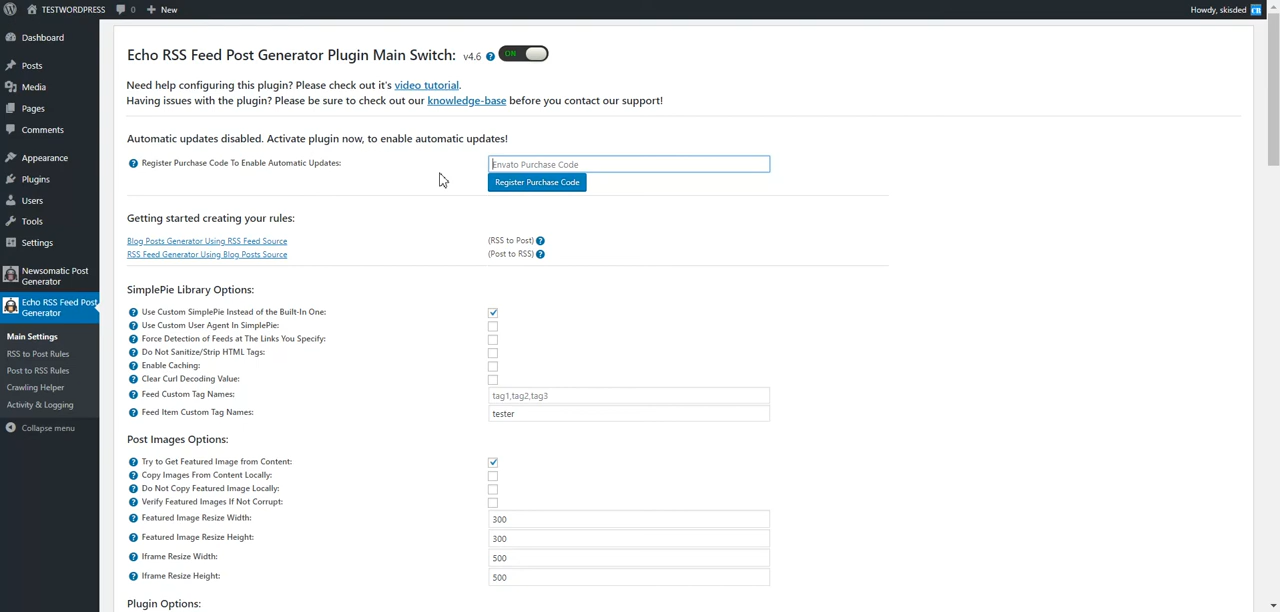 TESTWORDPRESS 0 New Howdy, skisded
Dashboard
Posts
Media
Pages
Comments
Appearance
Plugins
Users
Tools
Settings
Newsomatic Post
Generator
Echo RSS Feed Post
Generator
Main Settings
RSS to Post Rules
Post to RSS Rules
Crawling Helper
Activity & Logging
Collapse menu
Echo RSS Feed Post Generator Plugin Main Switch: v4.6 ? ON
Need help configuring this plugin? Please check out it's video tutorial.
Having issues with the plugin? Please be sure to check out our knowledge-base before you contact our support!
Automatic updates disabled. Activate plugin now, to enable automatic updates!
? Register Purchase Code To Enable Automatic Updates: Envato Purchase Code
Register Purchase Code
Getting started creating your rules:
Blog Posts Generator Using RSS Feed Source (RSS to Post) ?
RSS Feed Generator Using Blog Posts Source (Post to RSS) ?
SimplePie Library Options:
? Use Custom SimplePie Instead of the Built-In One:
? Use Custom User Agent In SimplePie:
? Force Detection of Feeds at The Links You Specify:
? Do Not Sanitize/Strip HTML Tags:
? Enable Caching:
? Clear Curl Decoding Value:
? Feed Custom Tag Names: tag1,tag2,tag3
? Feed Item Custom Tag Names: tester
Post Images Options:
? Try to Get Featured Image from Content:
? Copy Images From Content Locally:
? Do Not Copy Featured Image Locally:
? Verify Featured Images If Not Corrupt:
? Featured Image Resize Width: 300
? Featured Image Resize Height: 300
? Iframe Resize Width: 500
? Iframe Resize Height: 500
Plugin Options: